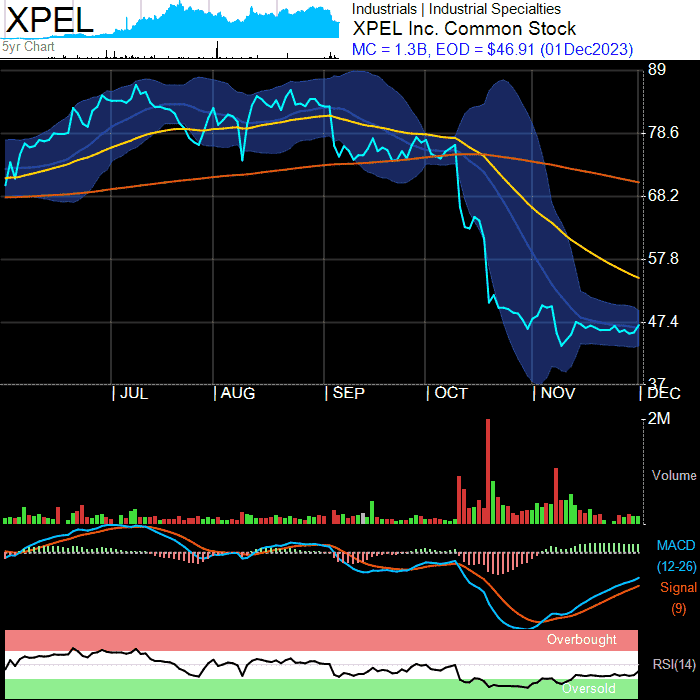 XPEL
5yr Chart
Industrials | Industrial Specialties
XPEL Inc. Common Stock
MC = 1.3B, EOD = $46.91 (01Dec2023)
89
78.6
68.2
57.8
47.4
37
| JUL | AUG | SEP | OCT | NOV | DEC
2M
Volume
MACD
(12-26)
Signal
(9)
Overbought
RSI(14)
Oversold